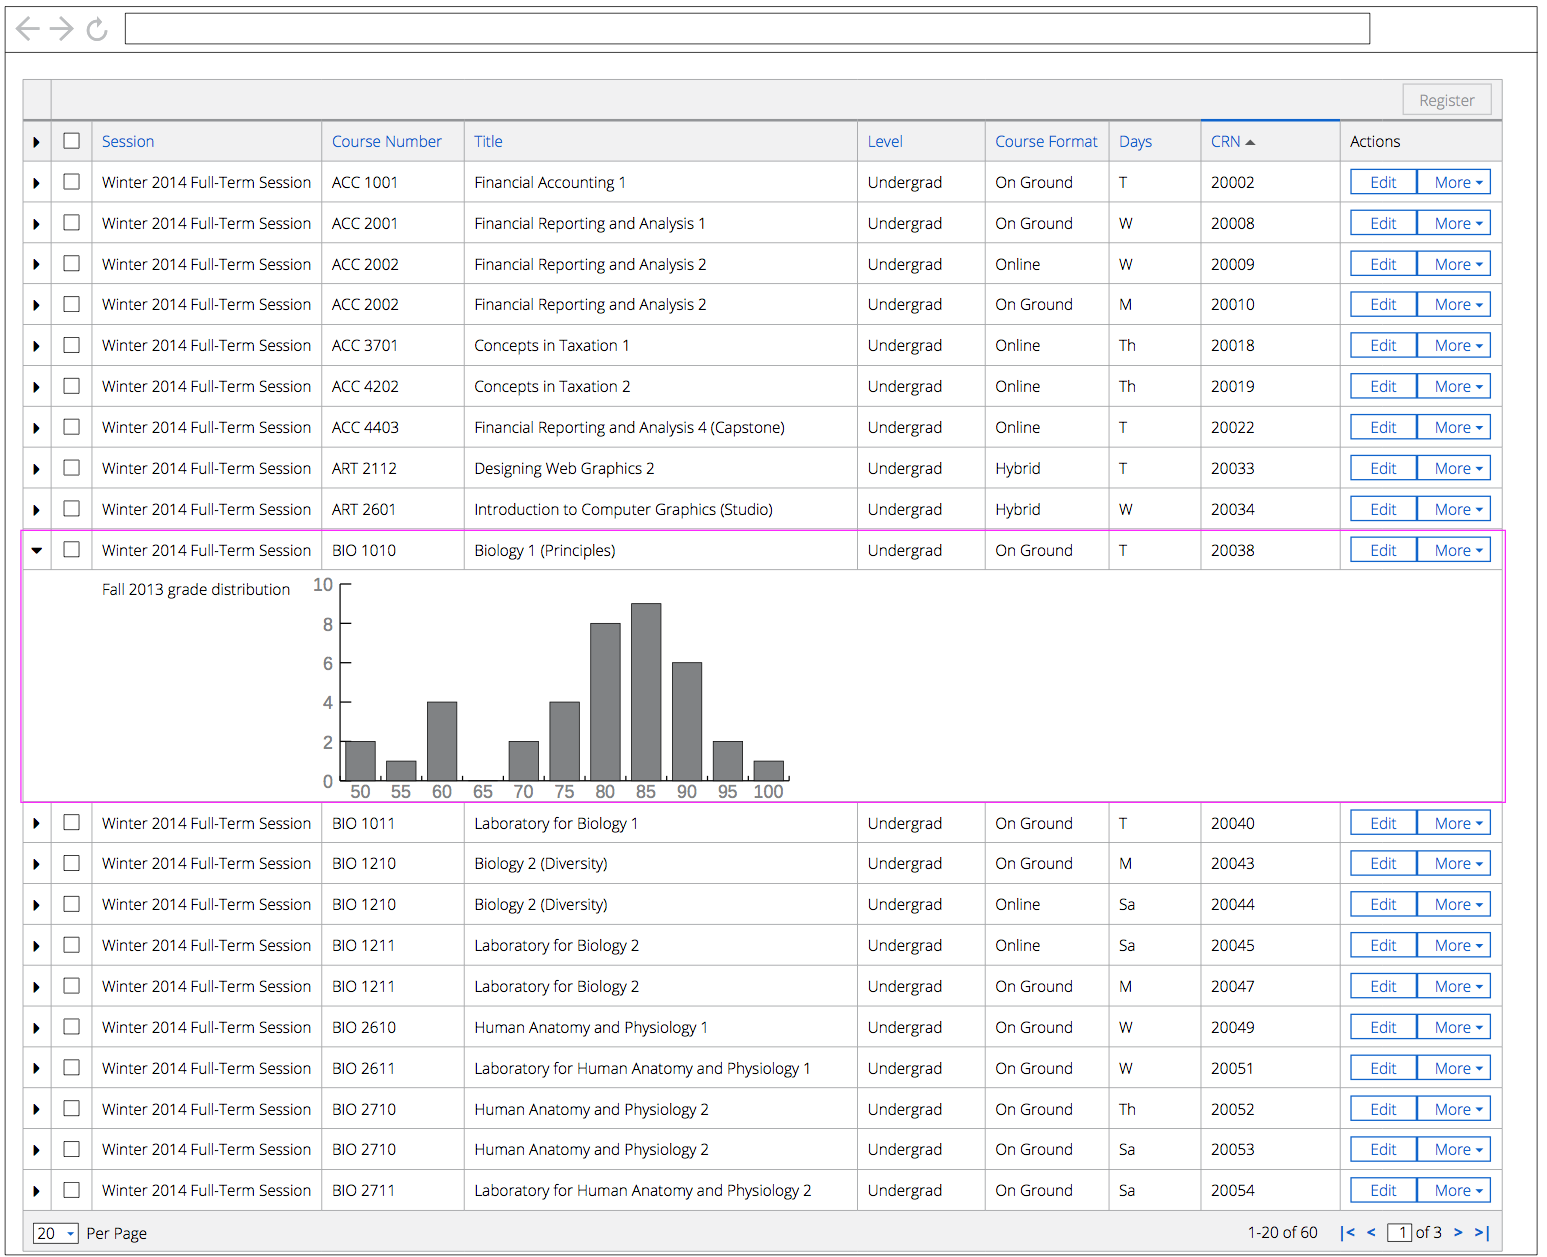 Register
Session Course Number Title Level Course Format Days CRN Actions
Winter 2014 Full-Term Session ACC 1001 Financial Accounting 1 Undergrad On Ground T 20002 Edit More
Winter 2014 Full-Term Session ACC 2001 Financial Reporting and Analysis 1 Undergrad On Ground W 20008 Edit More
Winter 2014 Full-Term Session ACC 2002 Financial Reporting and Analysis 2 Undergrad Online W 20009 Edit More
Winter 2014 Full-Term Session ACC 2002 Financial Reporting and Analysis 2 Undergrad On Ground M 20010 Edit More
Winter 2014 Full-Term Session ACC 3701 Concepts in Taxation 1 Undergrad Online Th 20018 Edit More
Winter 2014 Full-Term Session ACC 4202 Concepts in Taxation 2 Undergrad Online Th 20019 Edit More
Winter 2014 Full-Term Session ACC 4403 Financial Reporting and Analysis 4 (Capstone) Undergrad Online T 20022 Edit More
Winter 2014 Full-Term Session ART 2112 Designing Web Graphics 2 Undergrad Hybrid T 20033 Edit More
Winter 2014 Full-Term Session ART 2601 Introduction to Computer Graphics (Studio) Undergrad Hybrid W 20034 Edit More
Winter 2014 Full-Term Session BIO 1010 Biology 1 (Principles) Undergrad On Ground T 20038 Edit More
Fall 2013 grade distribution
10
8
6
4
2
0
50 55 60 65 70 75 80 85 90 95 100
Winter 2014 Full-Term Session BIO 1011 Laboratory for Biology 1 Undergrad On Ground T 20040 Edit More
Winter 2014 Full-Term Session BIO 1210 Biology 2 (Diversity) Undergrad On Ground M 20043 Edit More
Winter 2014 Full-Term Session BIO 1210 Biology 2 (Diversity) Undergrad Online Sa 20044 Edit More
Winter 2014 Full-Term Session BIO 1211 Laboratory for Biology 2 Undergrad Online Sa 20045 Edit More
Winter 2014 Full-Term Session BIO 1211 Laboratory for Biology 2 Undergrad On Ground M 20047 Edit More
Winter 2014 Full-Term Session BIO 2610 Human Anatomy and Physiology 1 Undergrad On Ground W 20049 Edit More
Winter 2014 Full-Term Session BIO 2611 Laboratory for Human Anatomy and Physiology 1 Undergrad On Ground W 20051 Edit More
Winter 2014 Full-Term Session BIO 2710 Human Anatomy and Physiology 2 Undergrad On Ground Th 20052 Edit More
Winter 2014 Full-Term Session BIO 2710 Human Anatomy and Physiology 2 Undergrad On Ground Sa 20053 Edit More
Winter 2014 Full-Term Session BIO 2711 Laboratory for Human Anatomy and Physiology 2 Undergrad On Ground Sa 20054 Edit More
20 Per Page 1-20 of 60 |< < 1 of 3 > >|